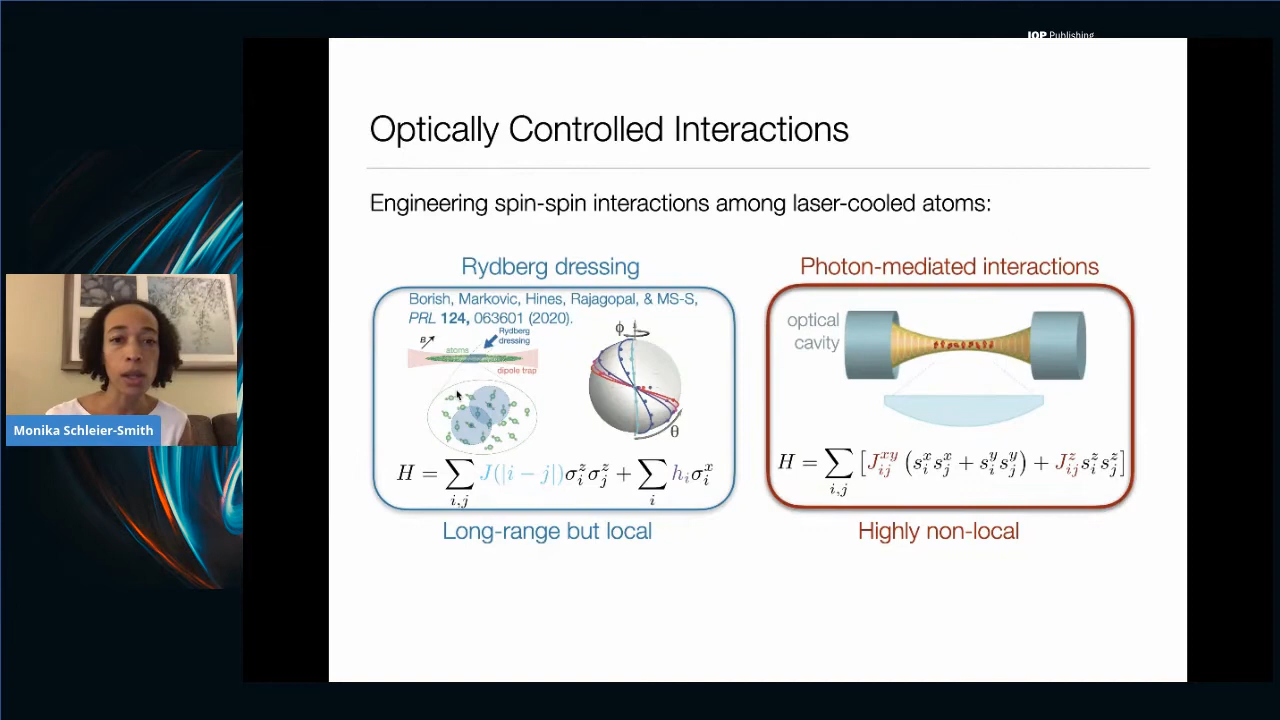 IOP Publishing
Optically Controlled Interactions
Engineering spin-spin interactions among laser-cooled atoms:
Rydberg dressing
Borish, Markovic, Hines, Rajagopal, & MS-S,
PRL 124, 063601 (2020).
B
Rydberg
dressing
atoms
dipole trap
ϕ
θ
H = ∑_{i,j} J(|i − j|)σ_i^z σ_j^z + ∑_i h_i σ_i^x
Long-range but local
Photon-mediated interactions
optical
cavity
H = ∑_{i,j} [J_{ij}^{xy} (s_i^x s_j^x + s_i^y s_j^y) + J_{ij}^z s_i^z s_j^z]
Highly non-local
Monika Schleier-Smith